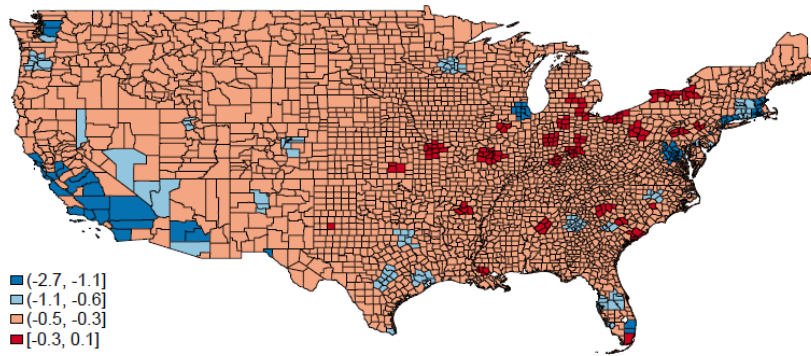 (-2.7, -1.1]
(-1.1, -0.6]
(-0.5, -0.3]
[-0.3, 0.1]